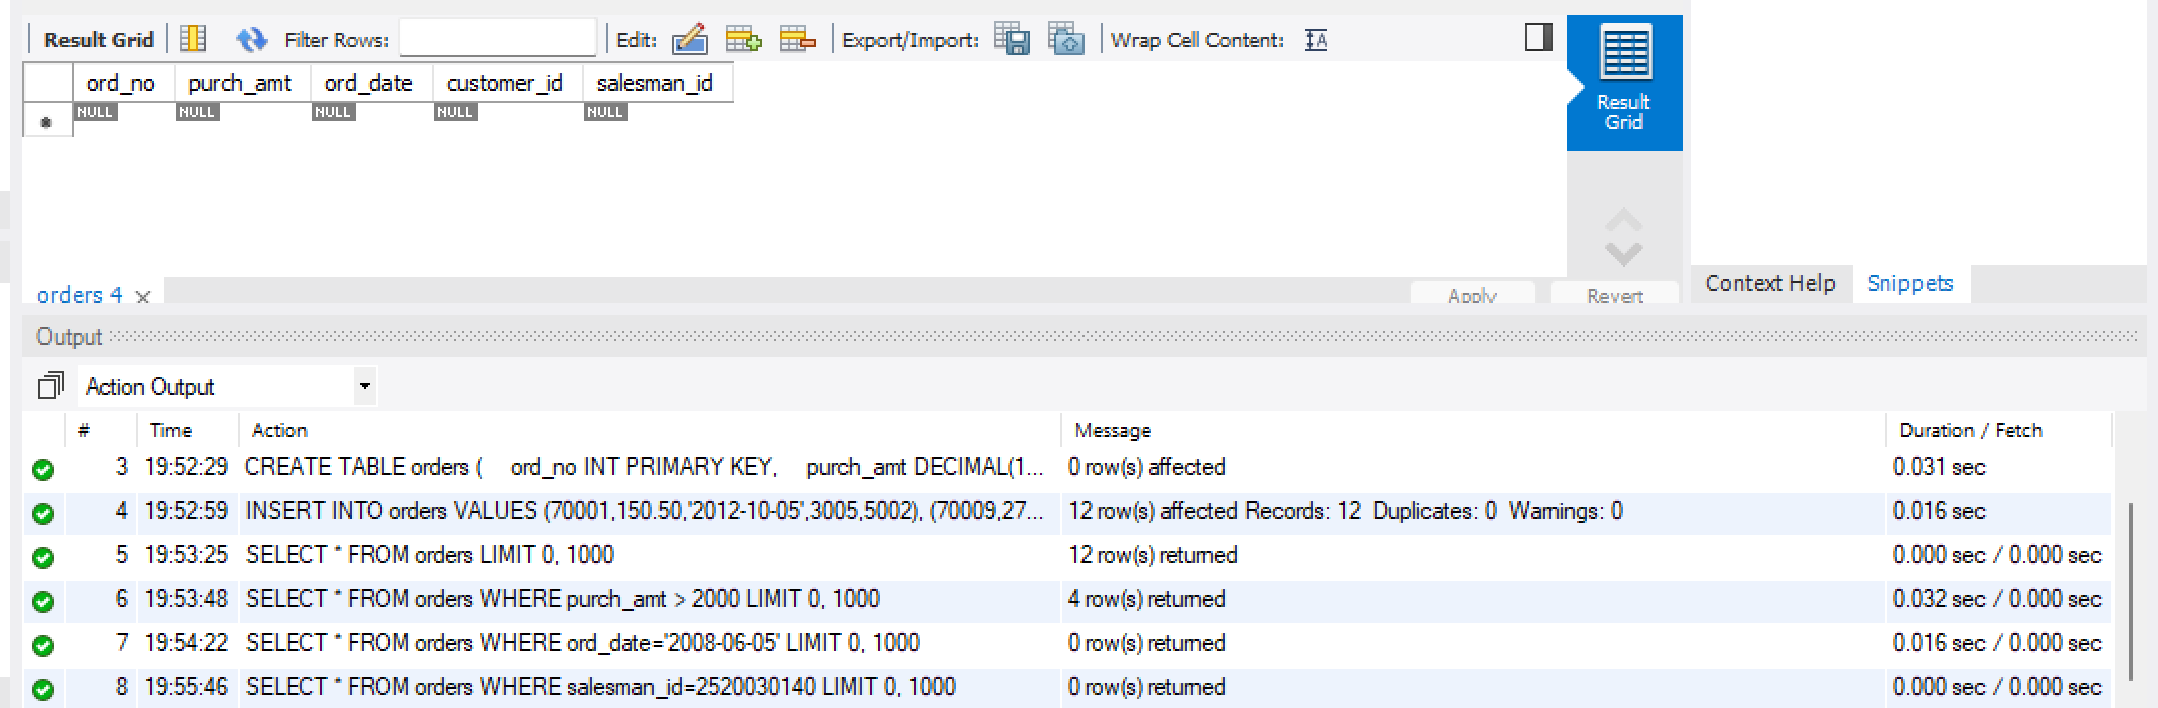 Result Grid Filter Rows: Edit: Export/Import: Wrap Cell Content: IA
ord_no purch_amt ord_date customer_id salesman_id
NULL NULL NULL NULL NULL
Result
Grid
orders 4
Apply Revert
Context Help Snippets
Output
Action Output
# Time Action Message Duration / Fetch
3 19:52:29 CREATE TABLE orders ( ord_no INT PRIMARY KEY, purch_amt DECIMAL(1... 0 row(s) affected 0.031 sec
4 19:52:59 INSERT INTO orders VALUES (70001,150.50,'2012-10-05',3005,5002), (70009,27... 12 row(s) affected Records: 12 Duplicates: 0 Warnings: 0 0.016 sec
5 19:53:25 SELECT * FROM orders LIMIT 0, 1000 12 row(s) returned 0.000 sec / 0.000 sec
6 19:53:48 SELECT * FROM orders WHERE purch_amt > 2000 LIMIT 0, 1000 4 row(s) returned 0.032 sec / 0.000 sec
7 19:54:22 SELECT * FROM orders WHERE ord_date='2008-06-05' LIMIT 0, 1000 0 row(s) returned 0.016 sec / 0.000 sec
8 19:55:46 SELECT * FROM orders WHERE salesman_id=2520030140 LIMIT 0, 1000 0 row(s) returned 0.000 sec / 0.000 sec